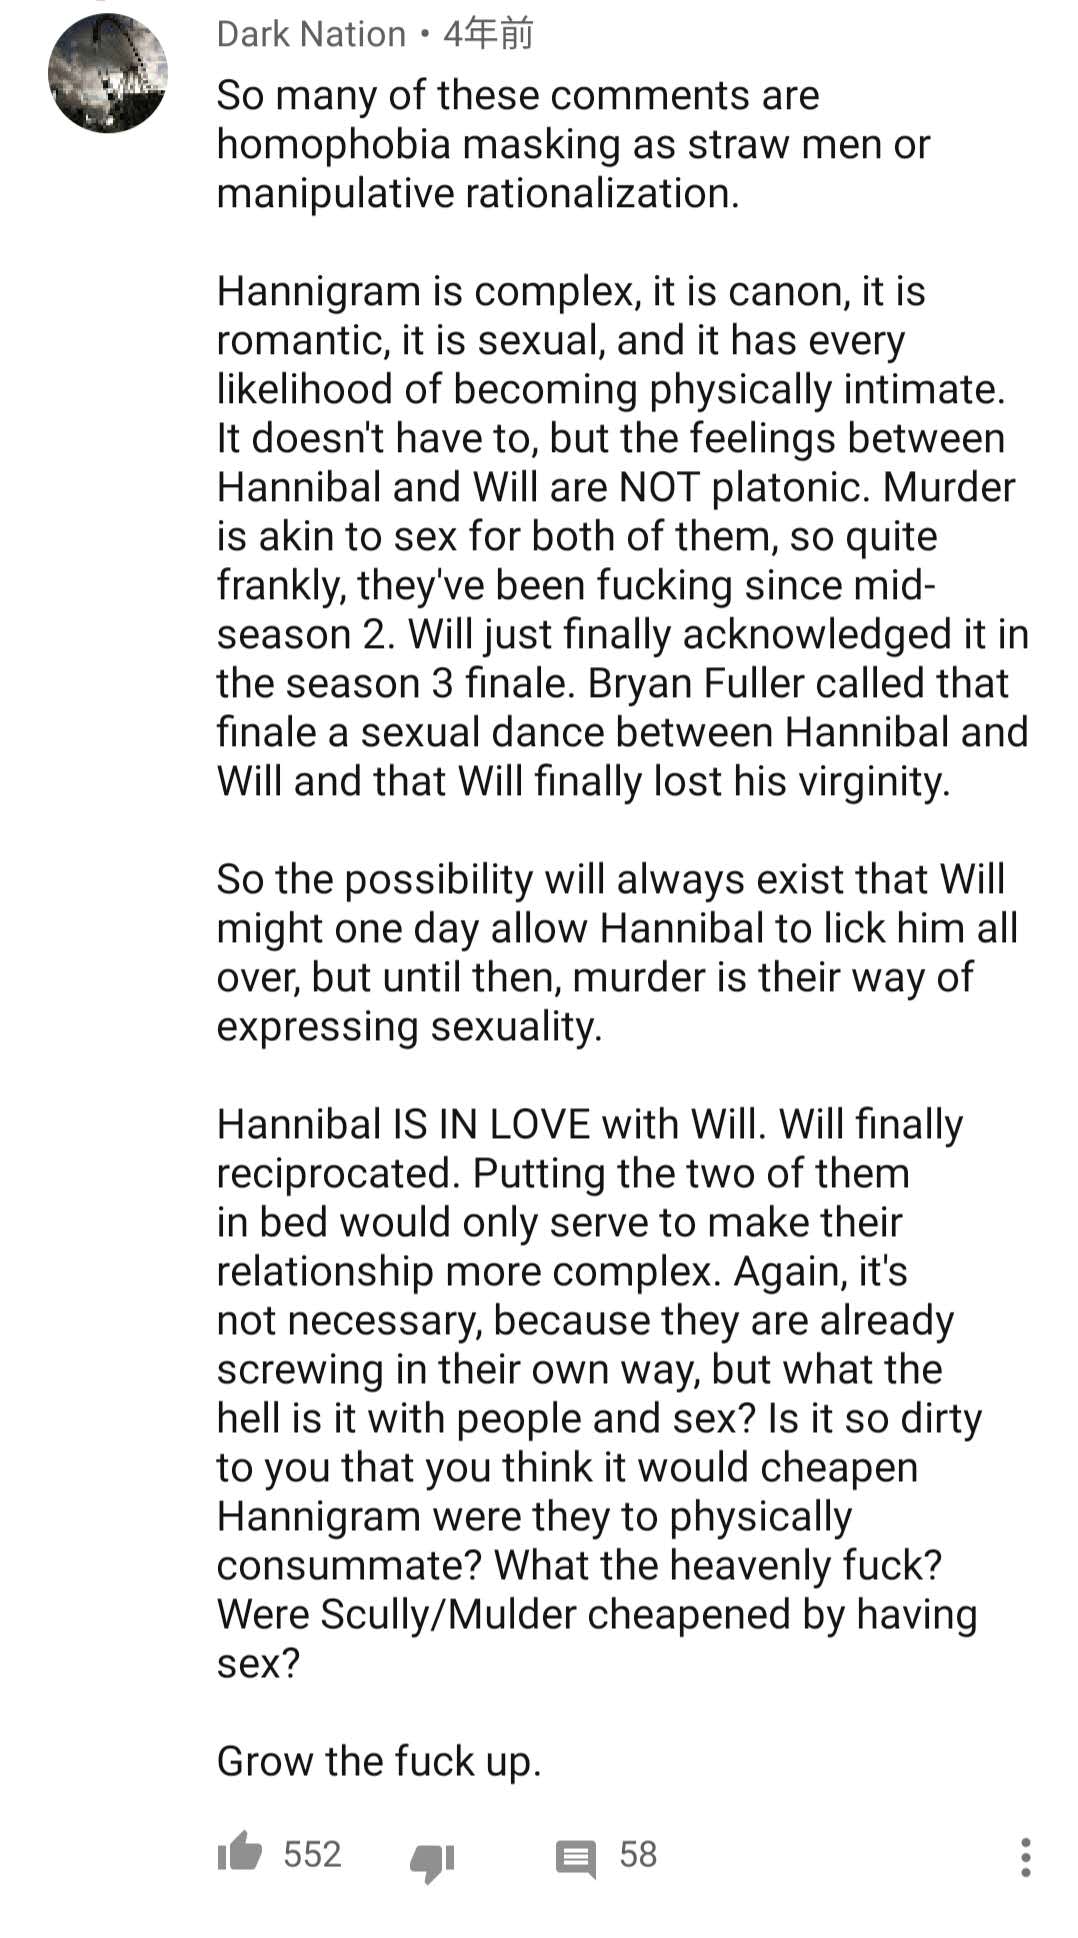 Dark Nation • 4年前
So many of these comments are
homophobia masking as straw men or
manipulative rationalization.
Hannigram is complex, it is canon, it is
romantic, it is sexual, and it has every
likelihood of becoming physically intimate.
It doesn't have to, but the feelings between
Hannibal and Will are NOT platonic. Murder
is akin to sex for both of them, so quite
frankly, they've been fucking since mid-
season 2. Will just finally acknowledged it in
the season 3 finale. Bryan Fuller called that
finale a sexual dance between Hannibal and
Will and that Will finally lost his virginity.
So the possibility will always exist that Will
might one day allow Hannibal to lick him all
over, but until then, murder is their way of
expressing sexuality.
Hannibal IS IN LOVE with Will. Will finally
reciprocated. Putting the two of them
in bed would only serve to make their
relationship more complex. Again, it's
not necessary, because they are already
screwing in their own way, but what the
hell is it with people and sex? Is it so dirty
to you that you think it would cheapen
Hannigram were they to physically
consummate? What the heavenly fuck?
Were Scully/Mulder cheapened by having
sex?
Grow the fuck up.
552 58